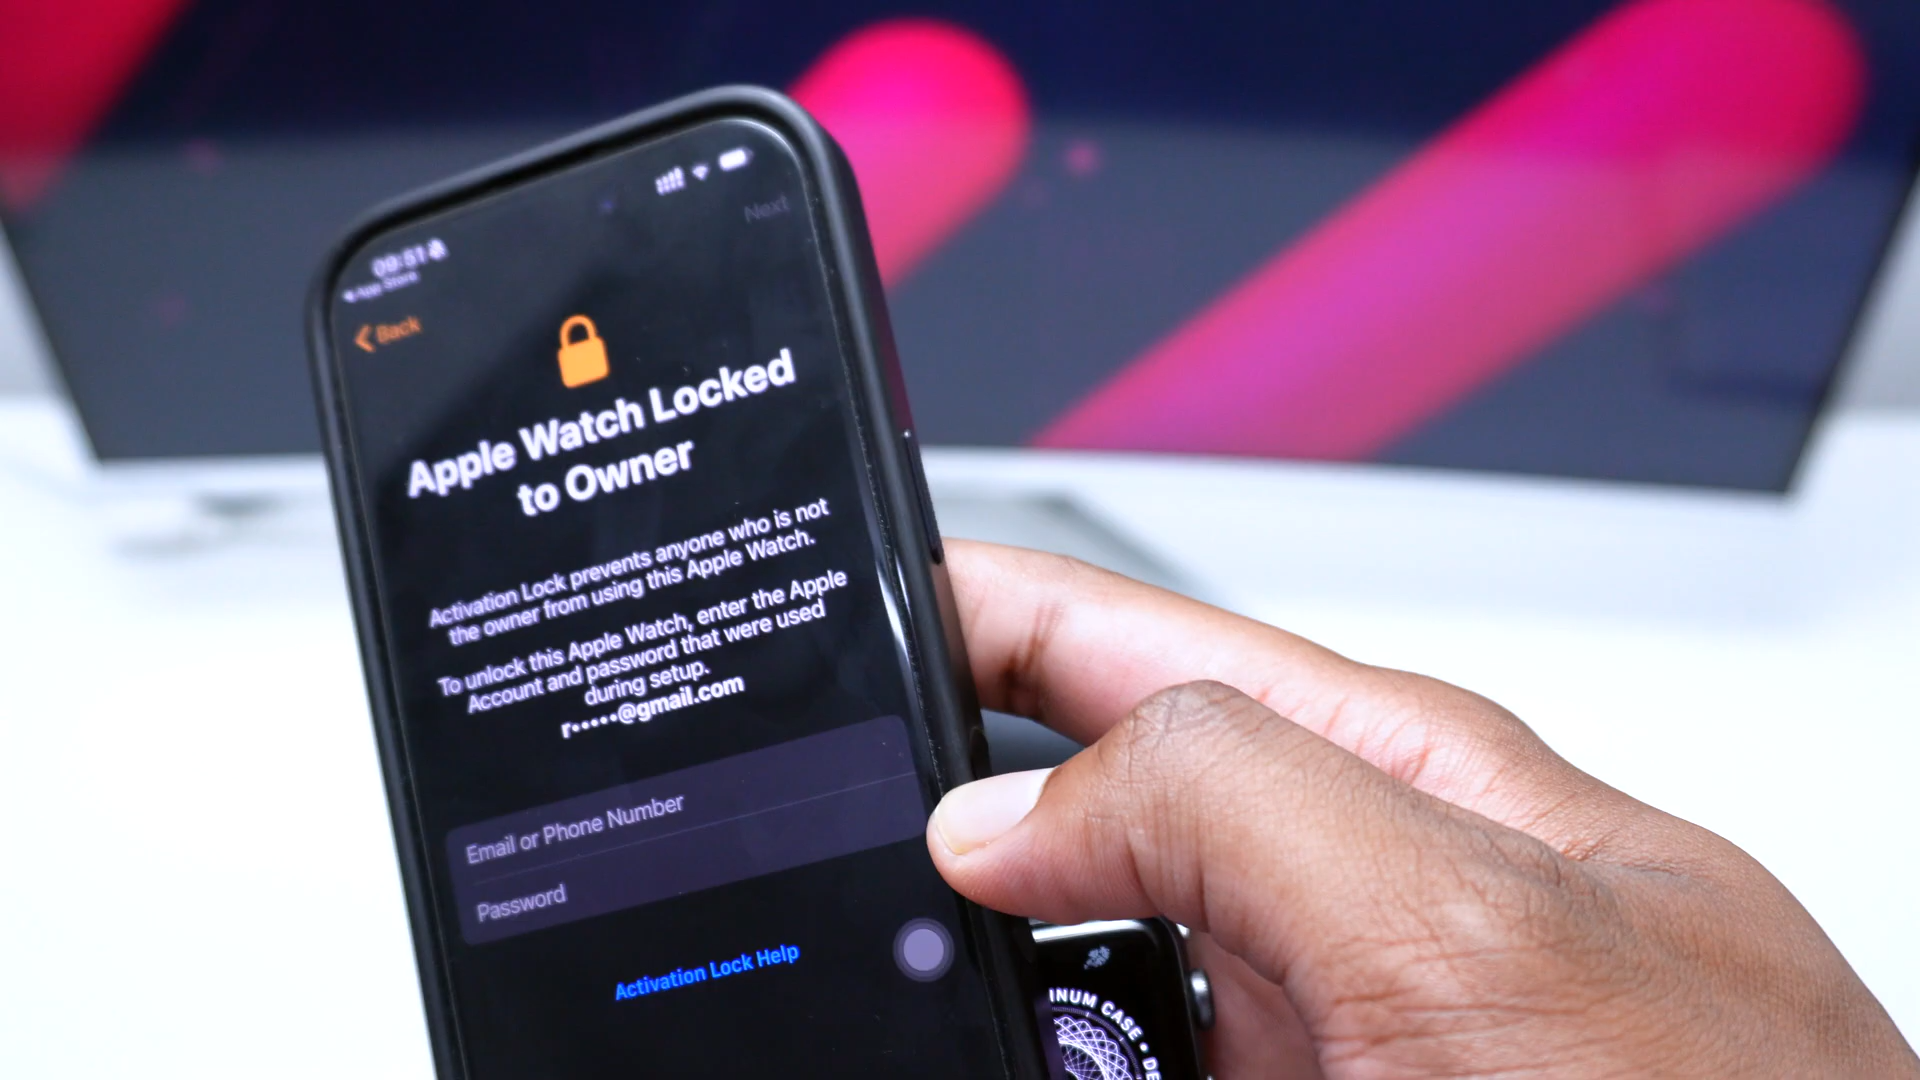 09:51
App Store
Next
Back
Apple Watch Locked
to Owner
Activation Lock prevents anyone who is not
the owner from using this Apple Watch.
To unlock this Apple Watch, enter the Apple
Account and password that were used
during setup.
r•••••@gmail.com
Email or Phone Number
Password
Activation Lock Help
INUM CASE • DE